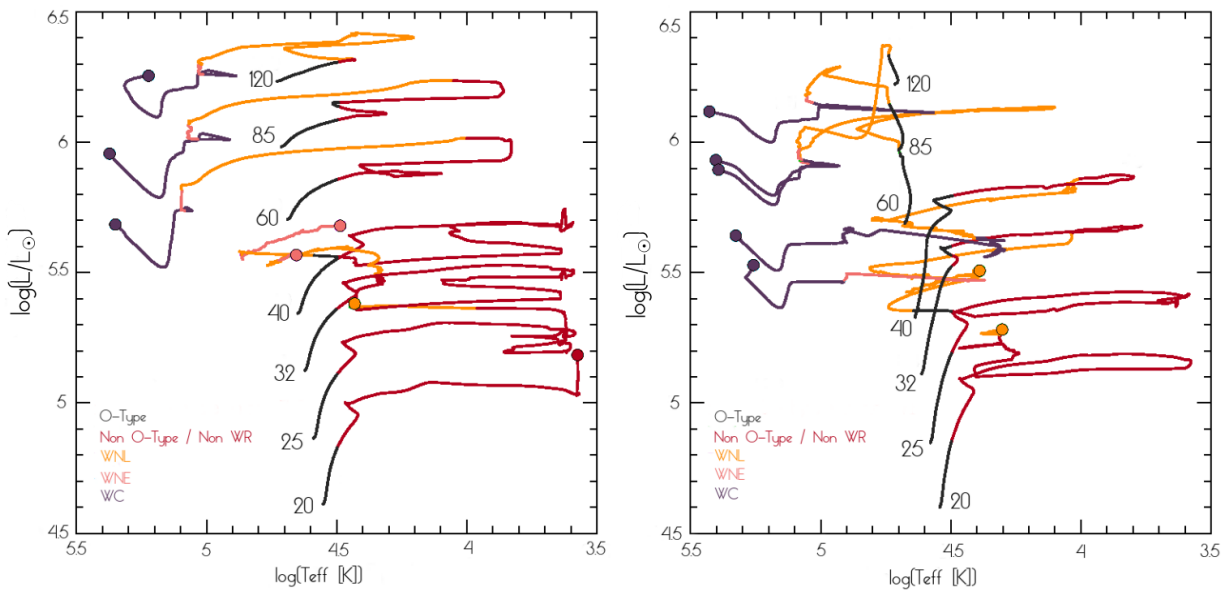 6.5
6
5.5
5
4.5
log(L/L⊙)
120
85
60
40
32
25
20
O-Type
Non O-Type / Non WR
WNL
WNE
WC
5.5 5 4.5 4 3.5
log(Teff [K])
6.5
6
5.5
5
4.5
log(L/L⊙)
120
85
60
40
32
25
20
O-Type
Non O-Type / Non WR
WNL
WNE
WC
5.5 5 4.5 4 3.5
log(Teff [K])